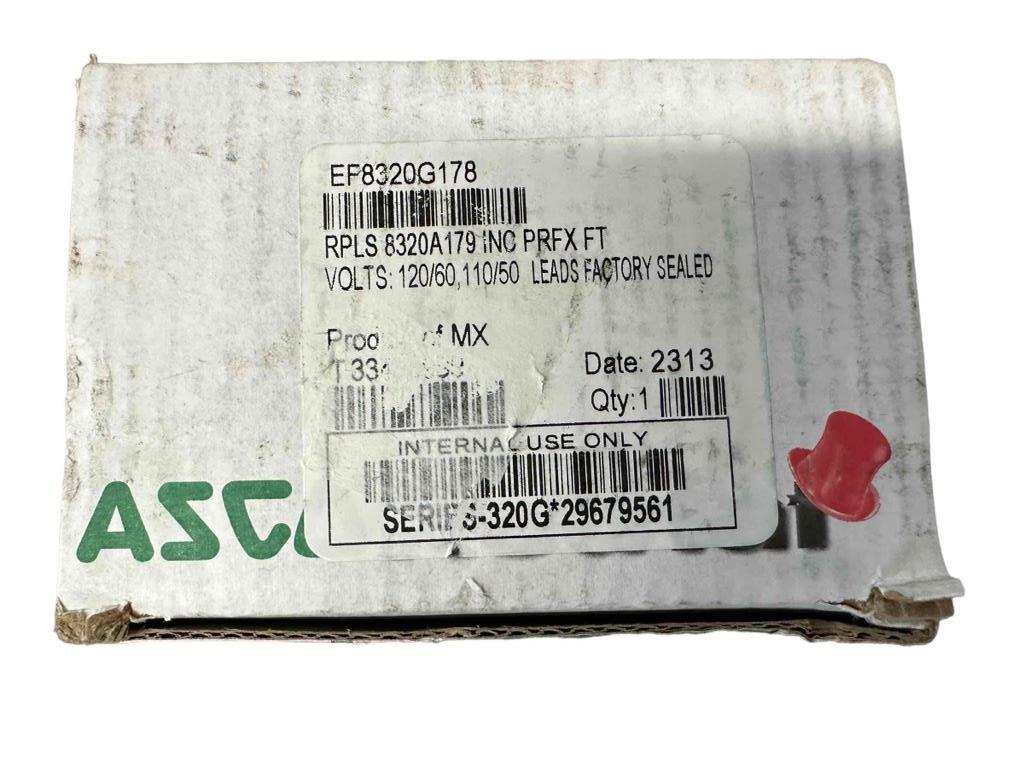 EF8320G178
RPLS 8320A179 INC PRFX FT
VOLTS: 120/60,110/50 LEADS FACTORY SEALED
of MX
Date: 2313
Qty:1
INTERNAL USE ONLY
SERIES-320G*29679561